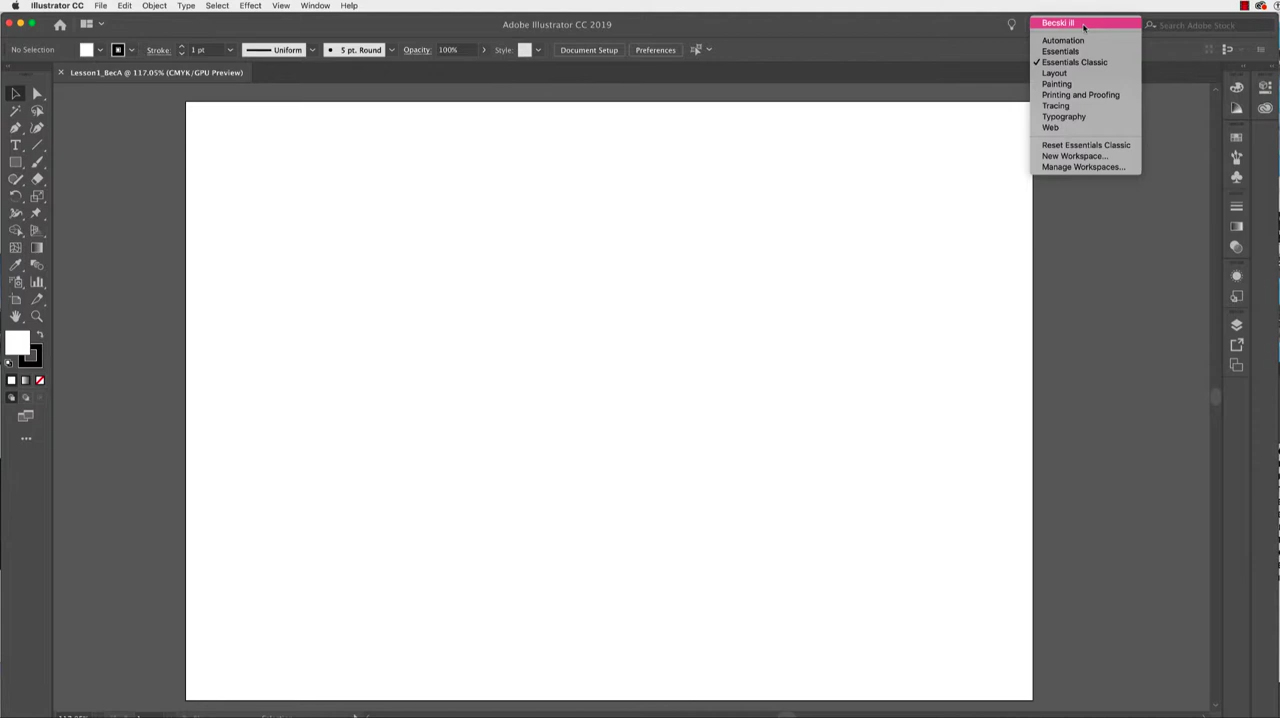 Illustrator CC File Edit Object Type Select Effect View Window Help
Adobe Illustrator CC 2019
Search Adobe Stock
No Selection Stroke: 1 pt Uniform 5 pt. Round Opacity: 100% Style: Document Setup Preferences
Lesson1_BecA @ 117.05% (CMYK/GPU Preview)
Becski ill
Automation
Essentials
Essentials Classic
Layout
Painting
Printing and Proofing
Tracing
Typography
Web
Reset Essentials Classic
New Workspace...
Manage Workspaces...